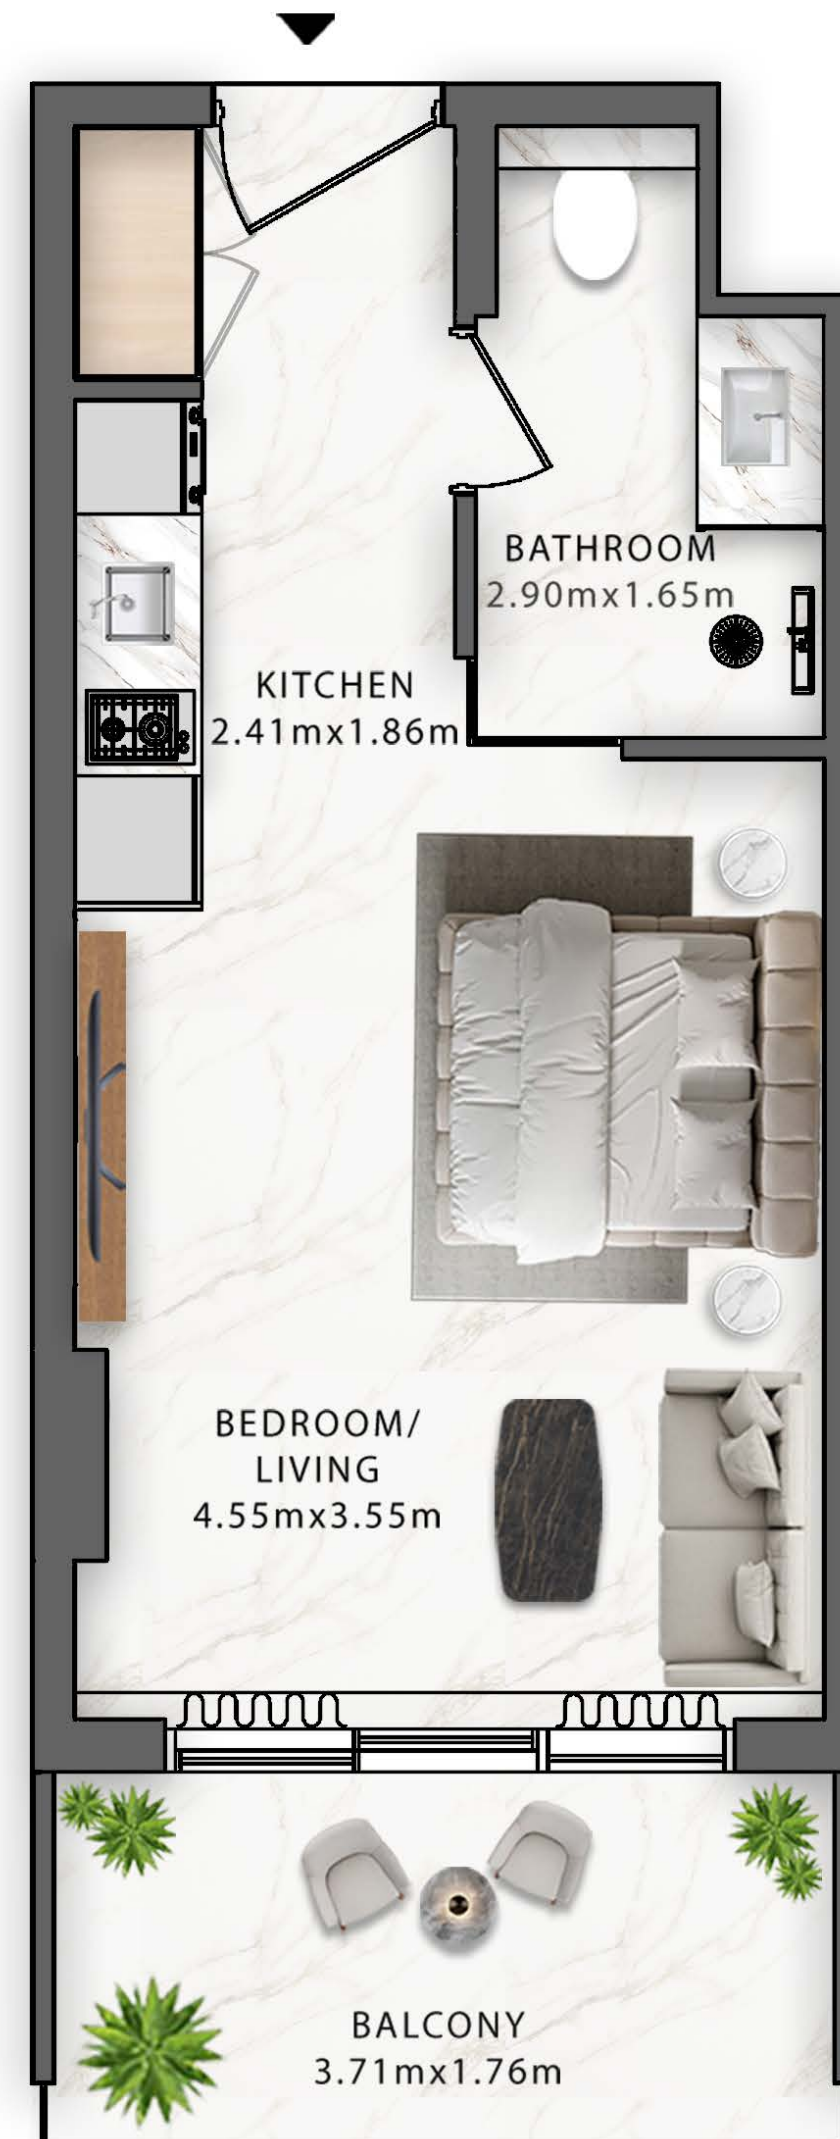 BATHROOM
2.90mx1.65m
KITCHEN
2.41mx1.86m
BEDROOM/
LIVING
4.55mx3.55m
BALCONY
3.71mx1.76m